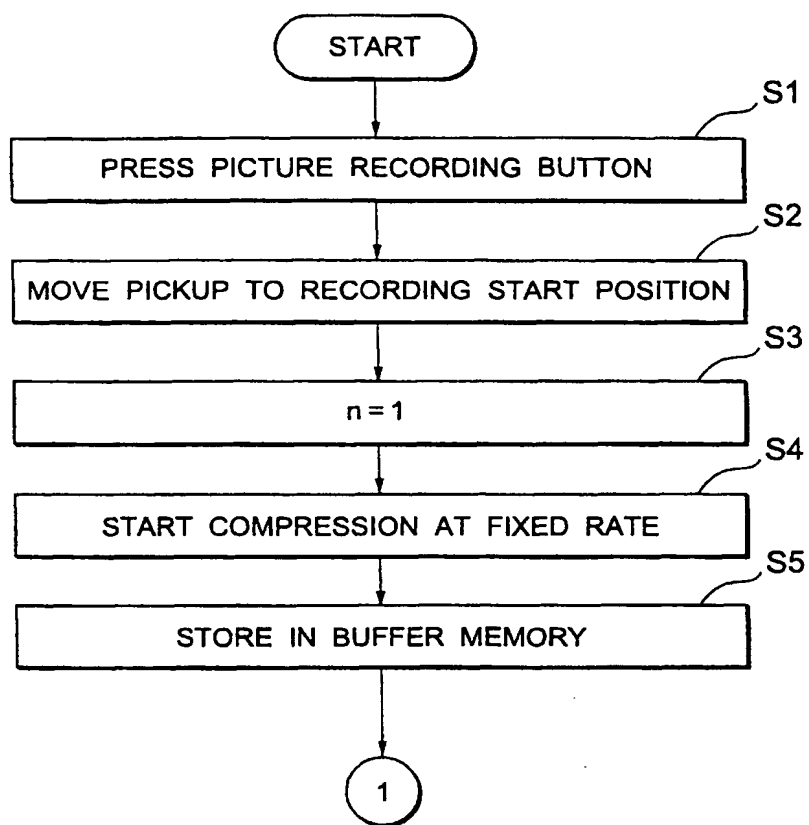 START
S1
PRESS PICTURE RECORDING BUTTON
S2
MOVE PICKUP TO RECORDING START POSITION
S3
n = 1
S4
START COMPRESSION AT FIXED RATE
S5
STORE IN BUFFER MEMORY
1